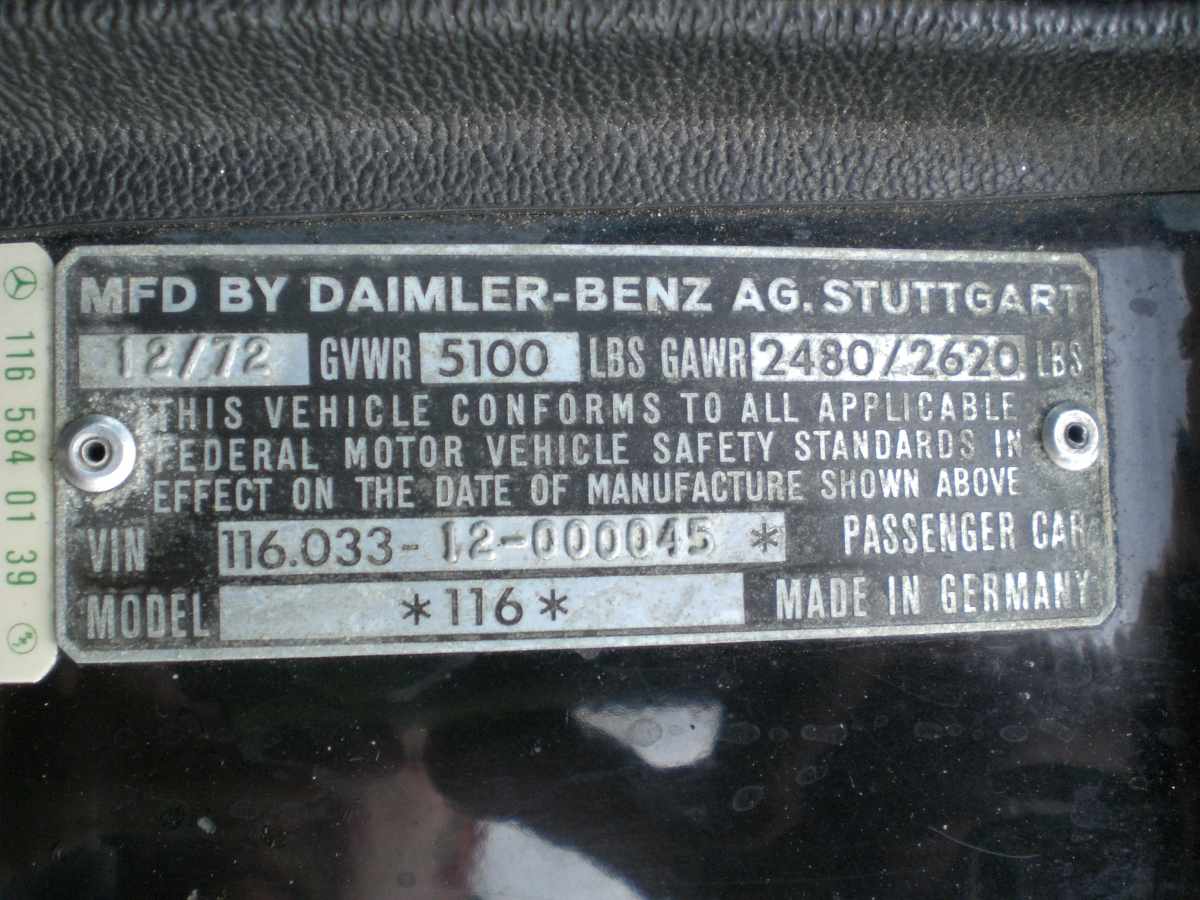 MFD BY DAIMLER-BENZ AG. STUTTGART
12/72 GVWR 5100 LBS GAWR 2480/2620 LBS
THIS VEHICLE CONFORMS TO ALL APPLICABLE
FEDERAL MOTOR VEHICLE SAFETY STANDARDS IN
EFFECT ON THE DATE OF MANUFACTURE SHOWN ABOVE
VIN 116.033-12-000045 * PASSENGER CAR
MODEL *116* MADE IN GERMANY
116 584 01 39